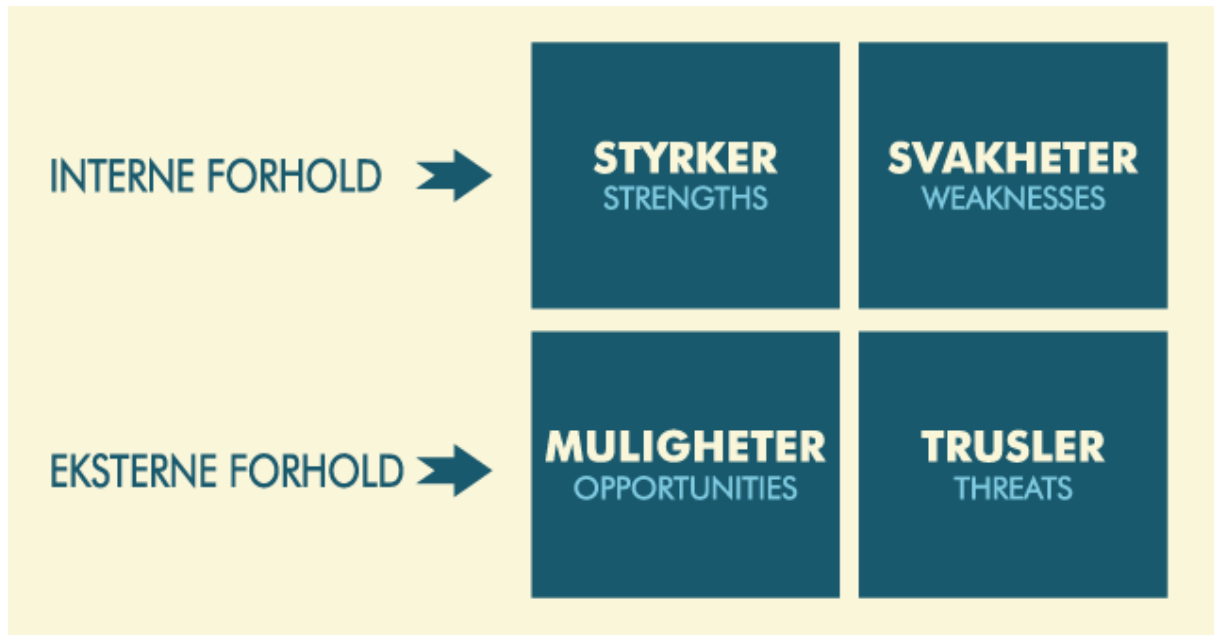 INTERNE FORHOLD
STYRKER
STRENGTHS
SVAKHETER
WEAKNESSES
EKSTERNE FORHOLD
MULIGHETER
OPPORTUNITIES
TRUSLER
THREATS